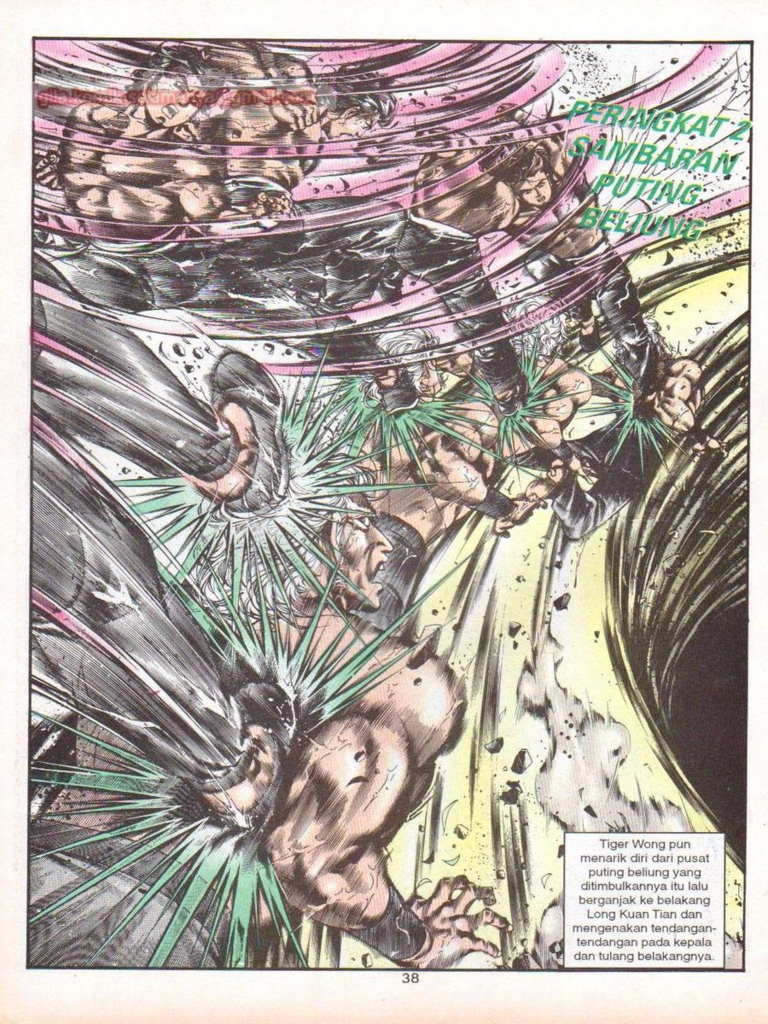 PERINGKAT 2
SAMBARAN
PUTING
BELIUNG
Tiger Wong pun
menarik diri dari pusat
puting beliung yang
ditimbulkannya itu lalu
berganjak ke belakang
Long Kuan Tian dan
mengenakan tendangan-
tendangan pada kepala
dan tulang belakangnya.
38